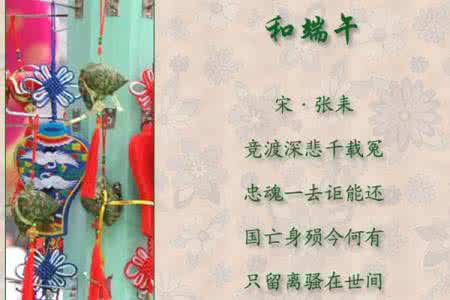 和端午
宋·张耒
竞渡深悲千载冤
忠魂一去讵能还
国亡身殒今何有
只留离骚在世间